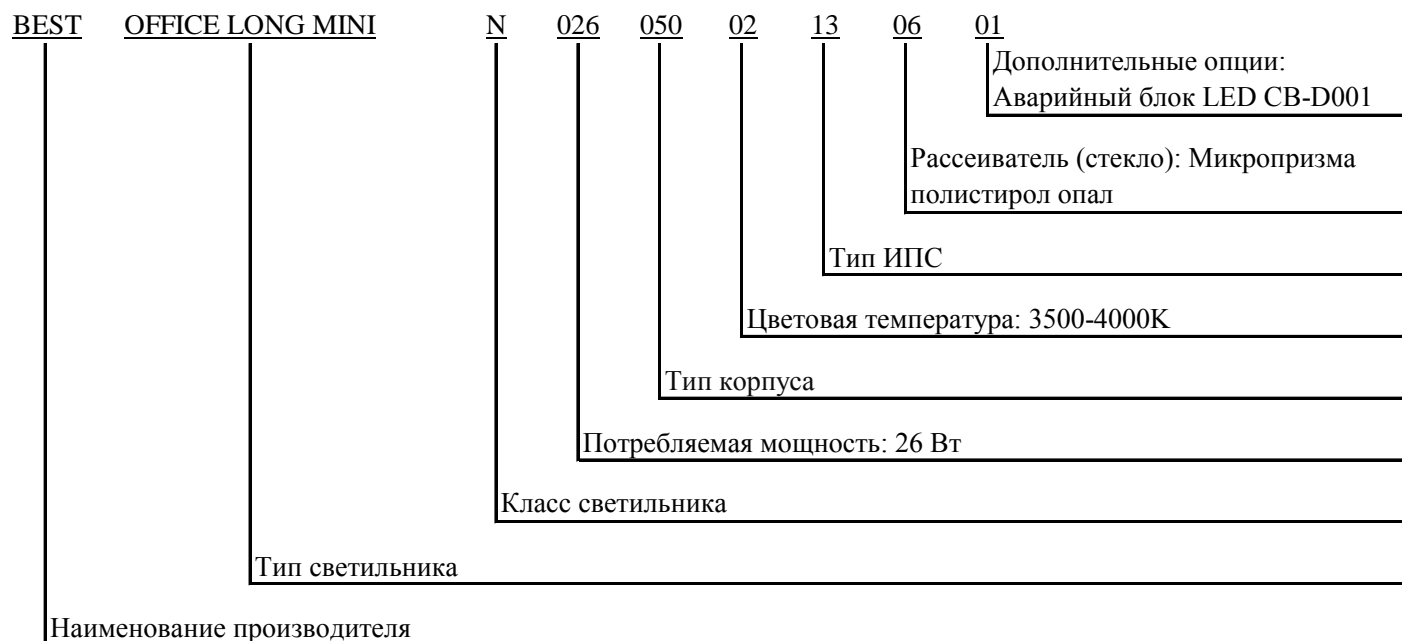 BEST OFFICE LONG MINI N 026 050 02 13 06 01
Дополнительные опции:
Аварийный блок LED CB-D001
Рассеиватель (стекло): Микропризма
полистирол опал
Тип ИПС
Цветовая температура: 3500-4000K
Тип корпуса
Потребляемая мощность: 26 Вт
Класс светильника
Тип светильника
Наименование производителя